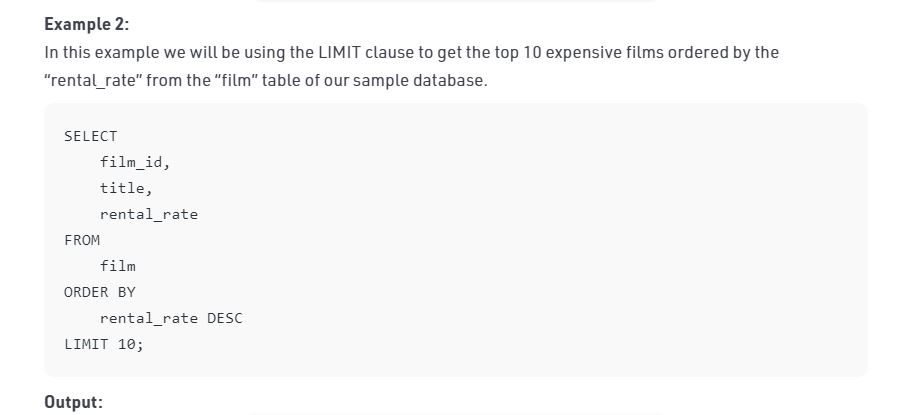 Example 2:
In this example we will be using the LIMIT clause to get the top 10 expensive films ordered by the
“rental_rate” from the “film” table of our sample database.
SELECT
    film_id,
    title,
    rental_rate
FROM
    film
ORDER BY
    rental_rate DESC
LIMIT 10;
Output: